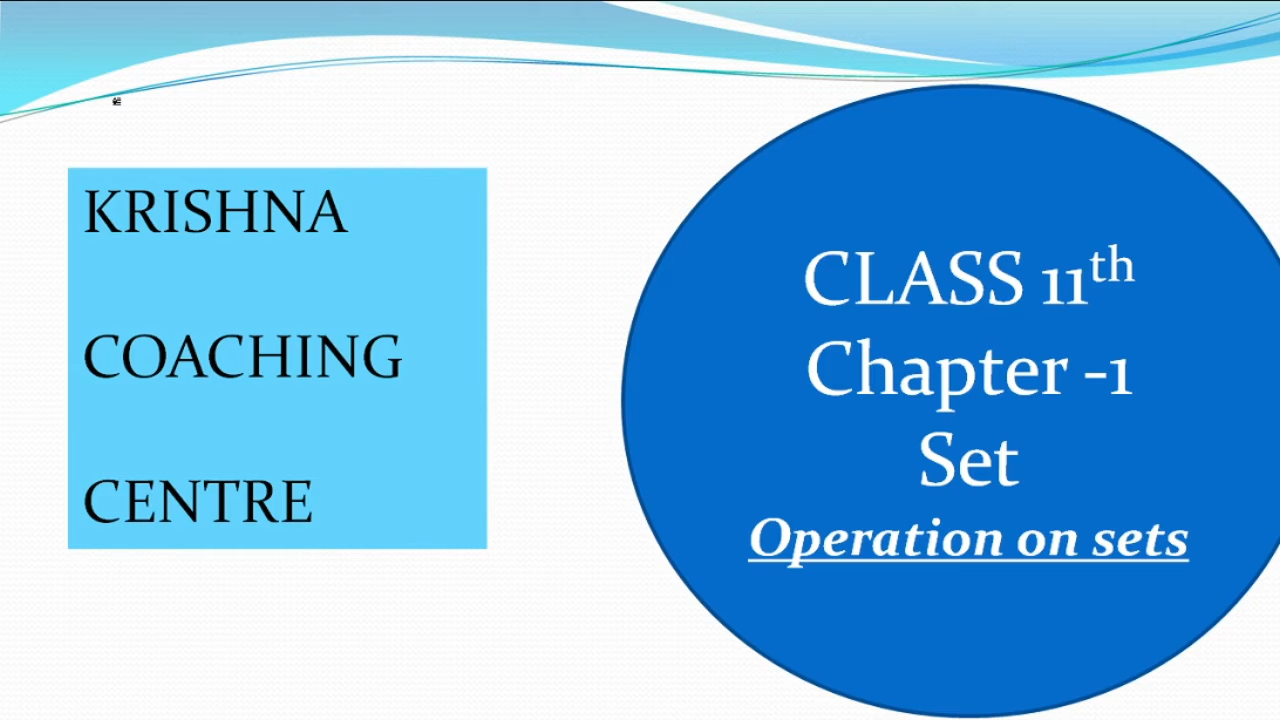 KRISHNA
COACHING
CENTRE
CLASS 11th
Chapter -1
Set
Operation on sets